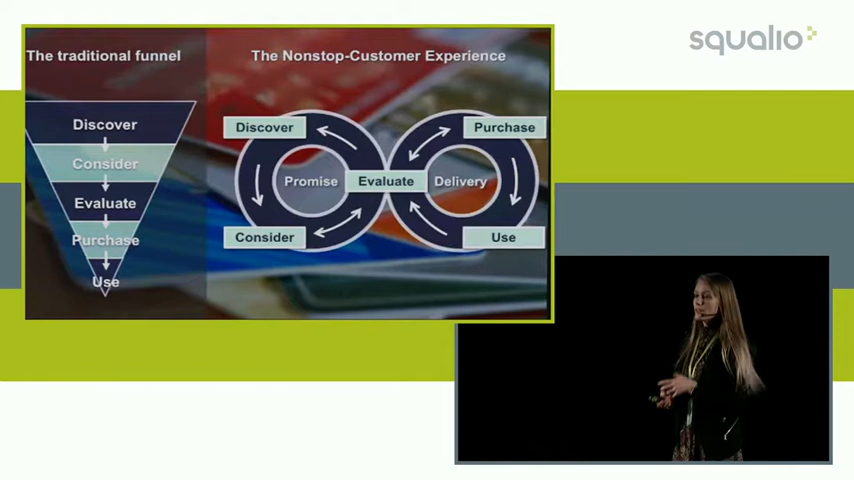 squalio
The traditional funnel
Discover
Consider
Evaluate
Purchase
Use
The Nonstop-Customer Experience
Discover
Purchase
Promise
Evaluate
Delivery
Consider
Use